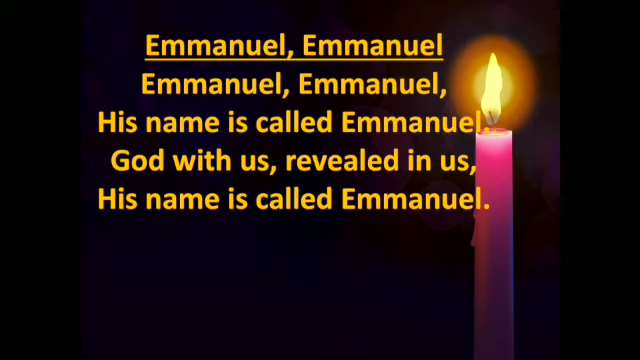 Emmanuel, Emmanuel
Emmanuel, Emmanuel,
His name is called Emmanuel.
God with us, revealed in us,
His name is called Emmanuel.